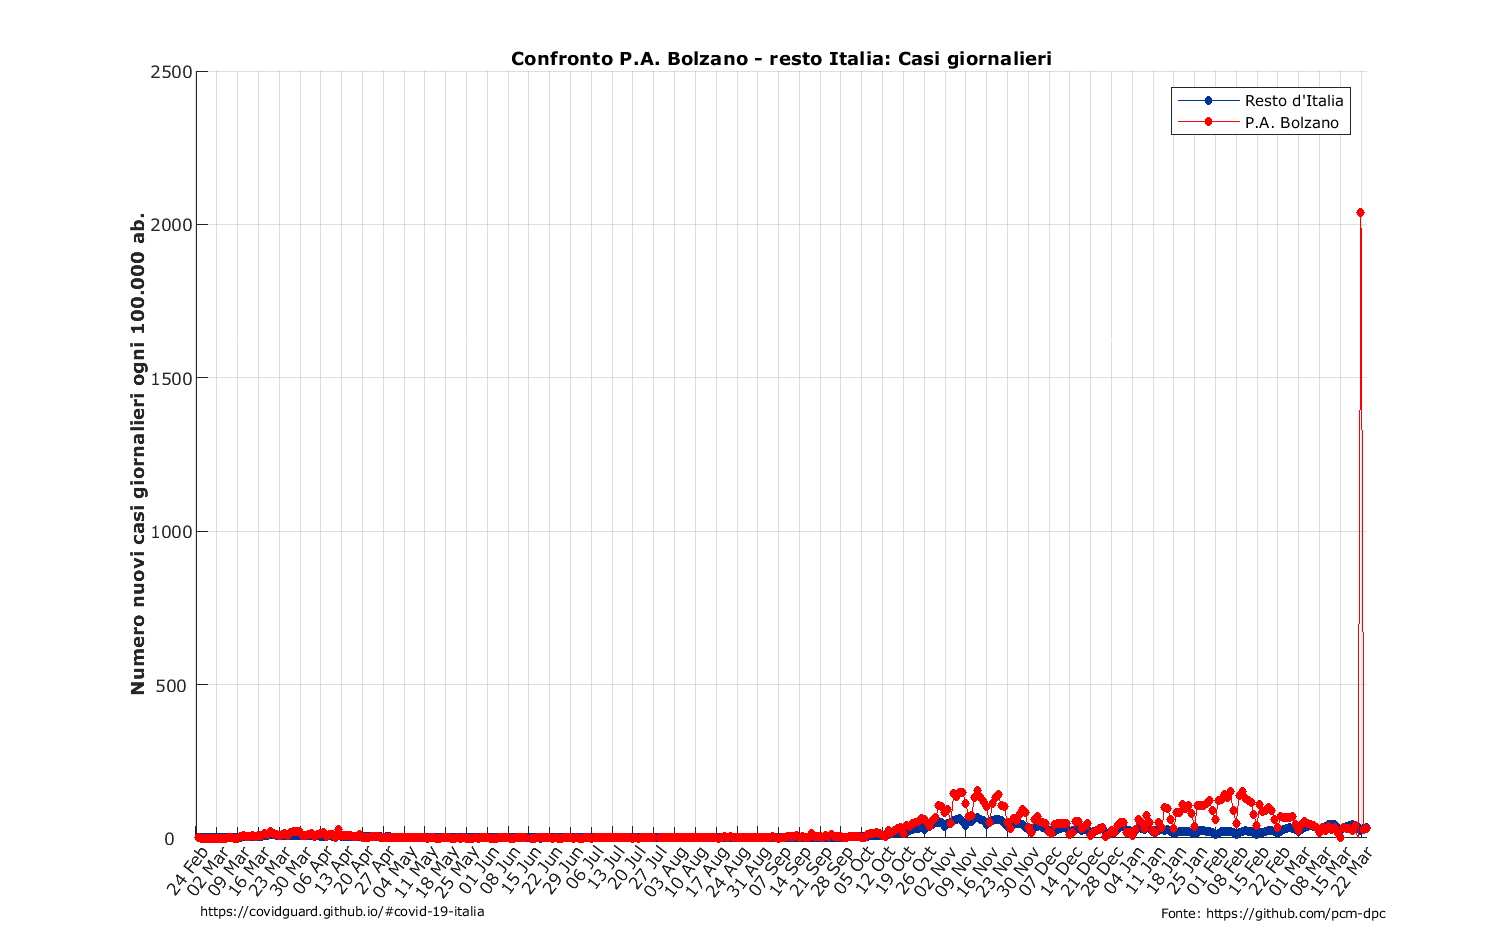 Confronto P.A. Bolzano - resto Italia: Casi giornalieri
Resto d'Italia
P.A. Bolzano
Numero nuovi casi giornalieri ogni 100.000 ab.
2500
2000
1500
1000
500
0
24 Feb
02 Mar
09 Mar
16 Mar
23 Mar
30 Mar
06 Apr
13 Apr
20 Apr
27 Apr
04 May
11 May
18 May
25 May
01 Jun
08 Jun
15 Jun
22 Jun
29 Jun
06 Jul
13 Jul
20 Jul
27 Jul
03 Aug
10 Aug
17 Aug
24 Aug
31 Aug
07 Sep
14 Sep
21 Sep
28 Sep
05 Oct
12 Oct
19 Oct
26 Oct
02 Nov
09 Nov
16 Nov
23 Nov
30 Nov
07 Dec
14 Dec
21 Dec
28 Dec
04 Jan
11 Jan
18 Jan
25 Jan
01 Feb
08 Feb
15 Feb
22 Feb
01 Mar
08 Mar
15 Mar
22 Mar
https://covidguard.github.io/#covid-19-italia
Fonte: https://github.com/pcm-dpc